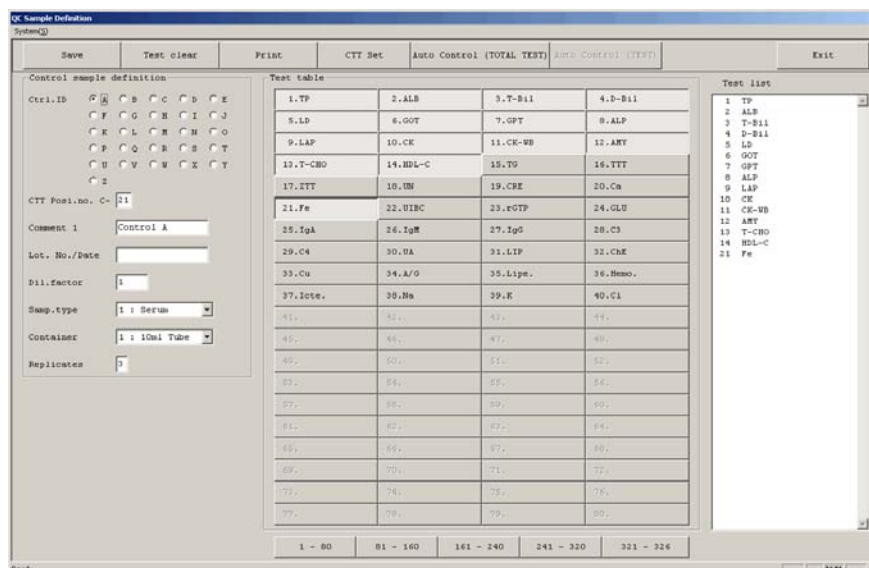 QC Sample Definition
System(S)
Save Test clear Print CTT Set Auto Control (TOTAL TEST) Auto Control (TEST) Exit
Control sample definition
Ctrl.ID A B C D E
F G H I J
K L M N O
P Q R S T
U V W X Y
Z
CTT Posi.no. C- 21
Comment 1 Control A
Lot. No./Date
Dil.factor 1
Samp.type 1 : Serum
Container 1 : 10ml Tube
Replicates 3
Test table
1.TP 2.ALB 3.T-Bil 4.D-Bil
5.LD 6.GOT 7.GPT 8.ALP
9.LAP 10.CK 11.CK-WB 12.AMY
13.T-CHO 14.HDL-C 15.TG 16.TTT
17.ZTT 18.UN 19.CRE 20.Ca
21.Fe 22.UIBC 23.rGTP 24.GLU
25.IgA 26.IgM 27.IgG 28.C3
29.C4 30.UA 31.LIP 32.ChE
33.Cu 34.A/G 35.Lipe. 36.Hemo.
37.Icte. 38.Na 39.K 40.Cl
41. 42. 43. 44.
45. 46. 47. 48.
49. 50. 51. 52.
53. 54. 55. 56.
57. 58. 59. 60.
61. 62. 63. 64.
65. 66. 67. 68.
69. 70. 71. 72.
73. 74. 75. 76.
77. 78. 79. 80.
1 - 80 81 - 160 161 - 240 241 - 320 321 - 326
Test list
1 TP
2 ALB
3 T-Bil
4 D-Bil
5 LD
6 GOT
7 GPT
8 ALP
9 LAP
10 CK
11 CK-WB
12 AMY
13 T-CHO
14 HDL-C
21 Fe